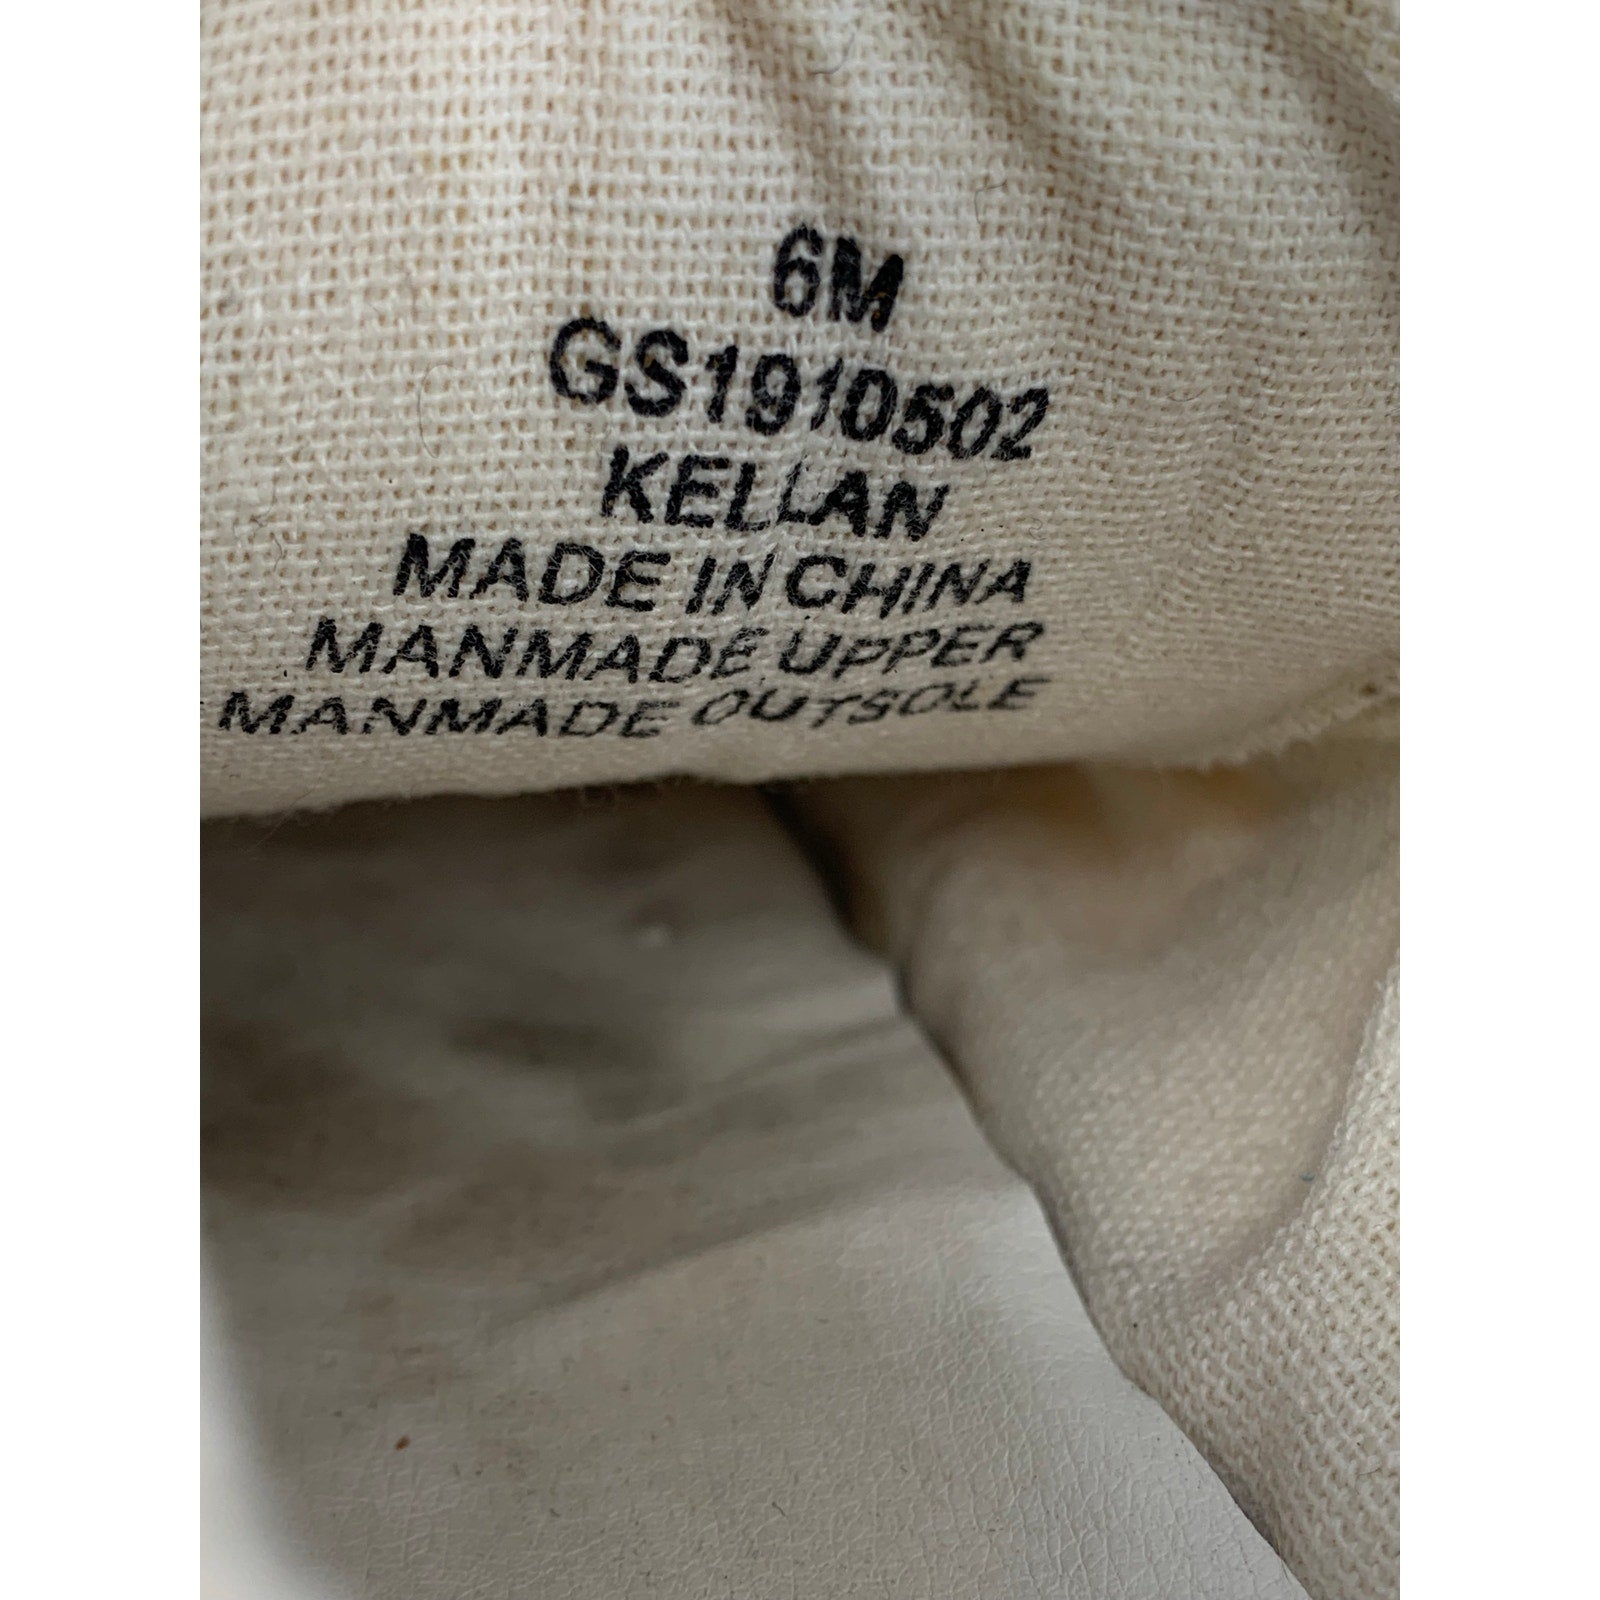 6M
GS1910502
KELLAN
MADE IN CHINA
MANMADE UPPER
MANMADE OUTSOLE